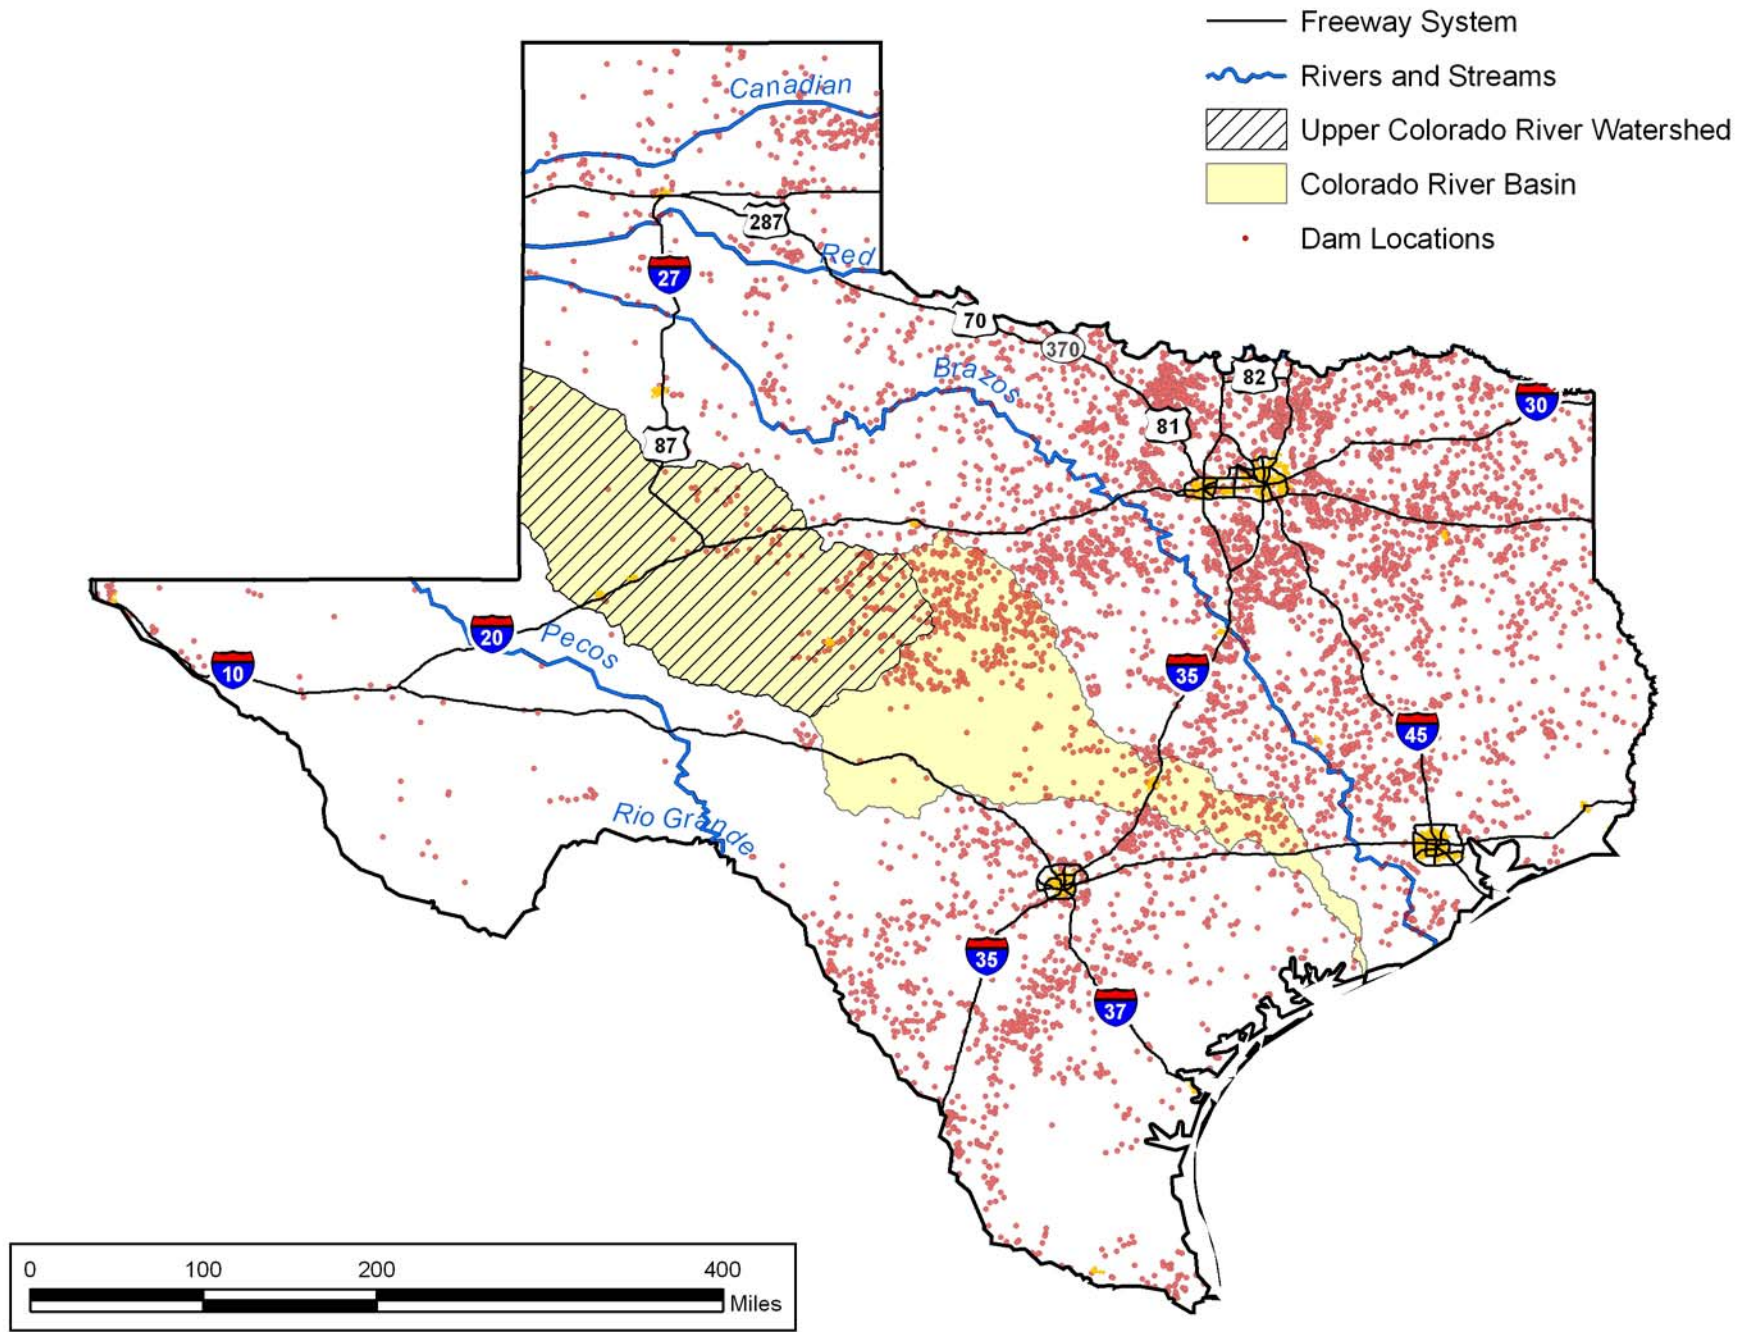 Freeway System
Rivers and Streams
Upper Colorado River Watershed
Colorado River Basin
Dam Locations
Canadian
287
Red
27
70
370
Brazos
82
30
81
87
20
Pecos
10
35
45
Rio Grande
35
37
0 100 200 400
Miles